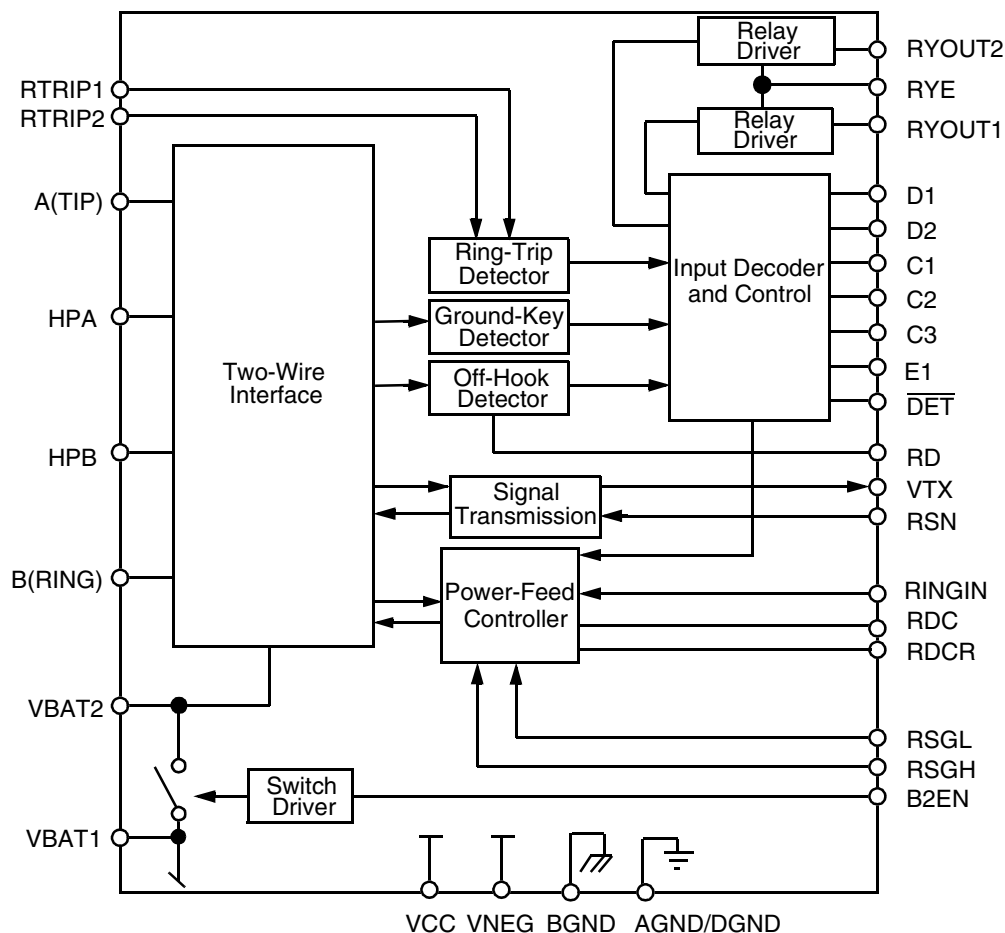 Relay
Driver
RYOUT2
RTRIP1
RYE
RTRIP2
Relay
Driver
RYOUT1
A(TIP)
D1
D2
Ring-Trip
Detector
Input Decoder
and Control
C1
C2
HPA
Ground-Key
Detector
C3
Two-Wire
Interface
Off-Hook
Detector
E1
DET
HPB
RD
Signal
Transmission
VTX
RSN
B(RING)
Power-Feed
Controller
RINGIN
RDC
RDCR
VBAT2
RSGL
RSGH
Switch
Driver
B2EN
VBAT1
VCC VNEG BGND AGND/DGND